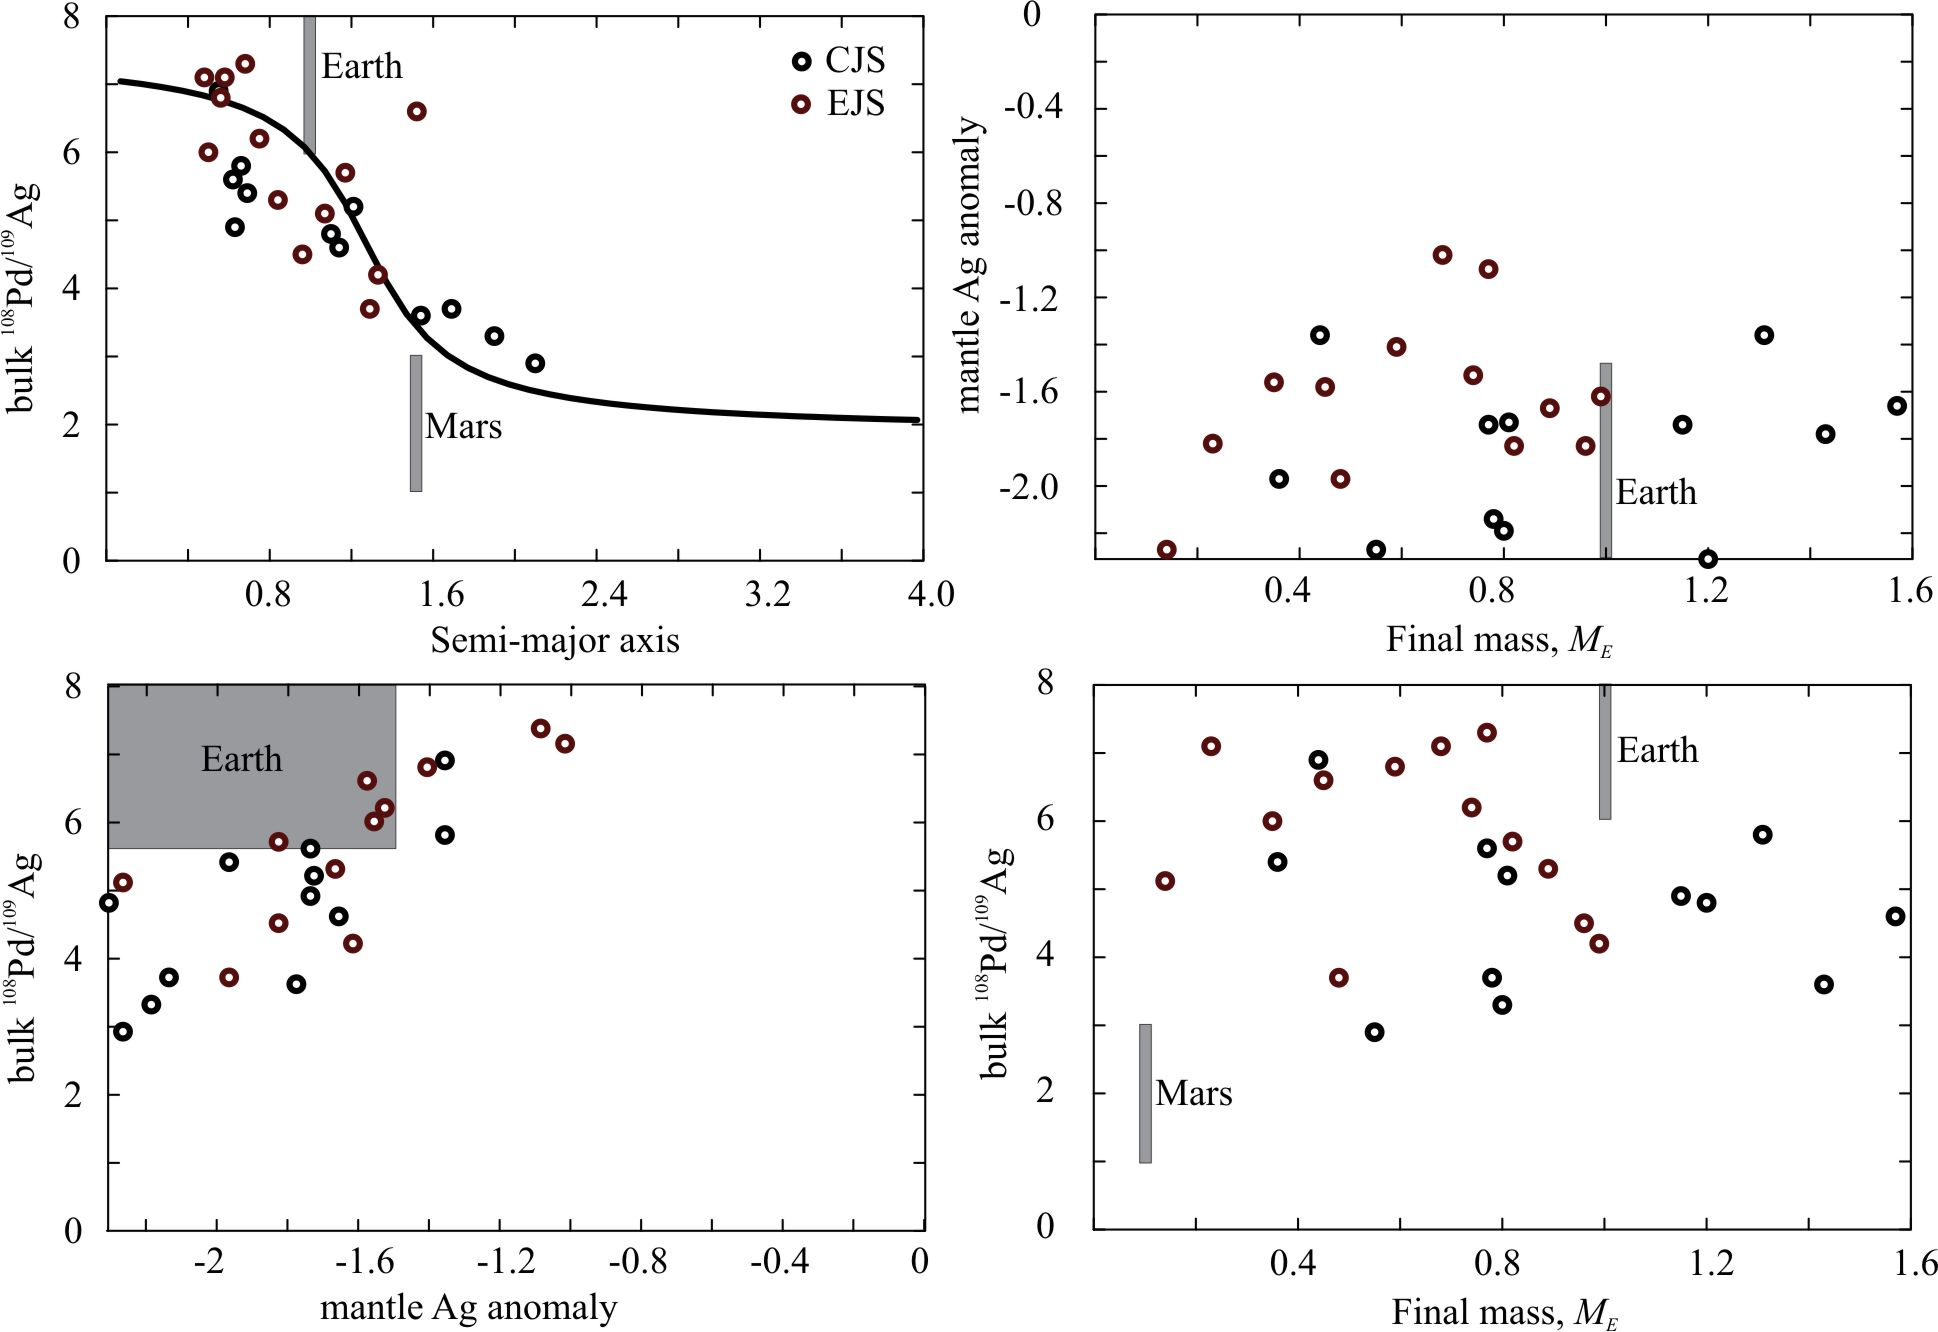 8
6
4
2
0
bulk ¹⁰⁸Pd/¹⁰⁹Ag
Earth
Mars
CJS
EJS
0.8 1.6 2.4 3.2 4.0
Semi-major axis
0
-0.4
-0.8
-1.2
-1.6
-2.0
mantle Ag anomaly
Earth
0.4 0.8 1.2 1.6
Final mass, M_E
8
6
4
2
0
bulk ¹⁰⁸Pd/¹⁰⁹Ag
Earth
-2 -1.6 -1.2 -0.8 -0.4 0
mantle Ag anomaly
8
6
4
2
0
bulk ¹⁰⁸Pd/¹⁰⁹Ag
Earth
Mars
0.4 0.8 1.2 1.6
Final mass, M_E